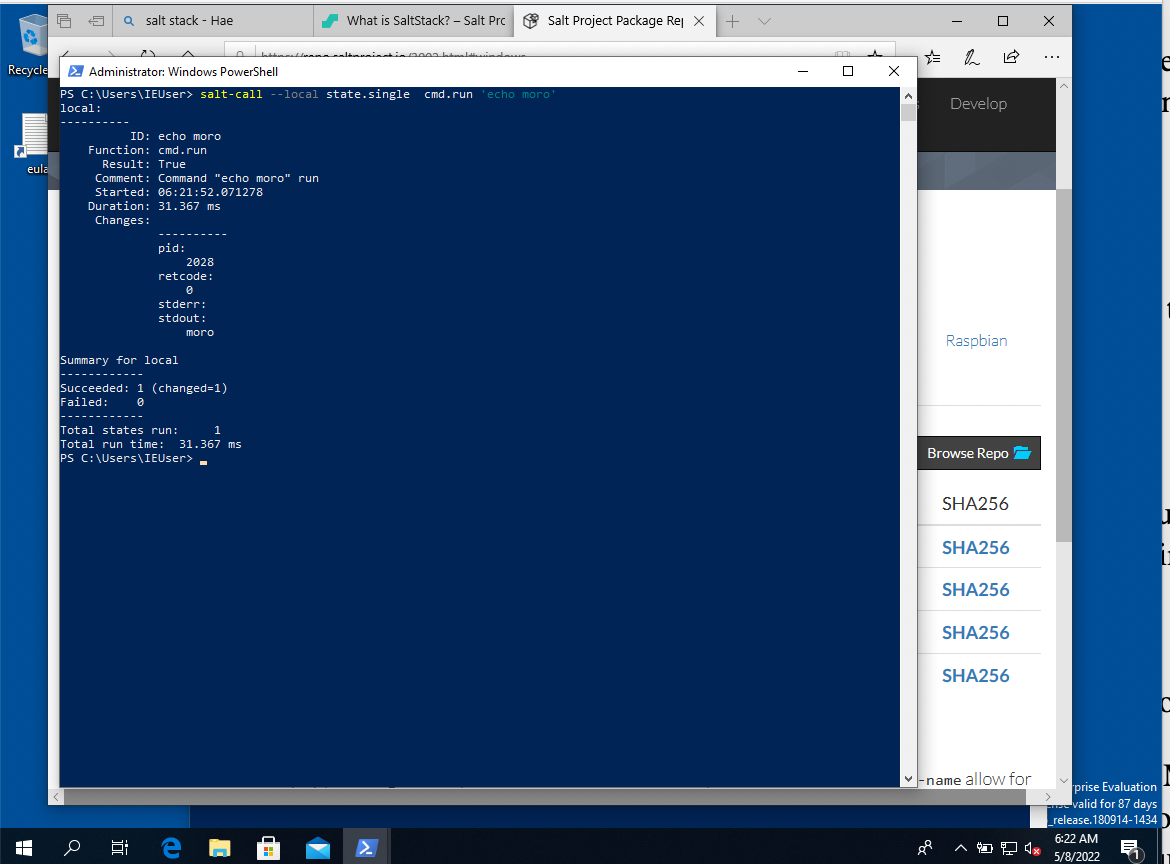 salt stack - Hae
What is SaltStack? – Salt Pro
Salt Project Package Rep
Recycle
eula
Administrator: Windows PowerShell
PS C:\Users\IEUser> salt-call --local state.single  cmd.run 'echo moro'
local:
----------
          ID: echo moro
    Function: cmd.run
      Result: True
     Comment: Command "echo moro" run
     Started: 06:21:52.071278
    Duration: 31.367 ms
     Changes:
              ----------
              pid:
                  2028
              retcode:
                  0
              stderr:
              stdout:
                  moro
Summary for local
------------
Succeeded: 1 (changed=1)
Failed:    0
------------
Total states run:     1
Total run time:  31.367 ms
PS C:\Users\IEUser>
Develop
Raspbian
Browse Repo
SHA256
SHA256
SHA256
SHA256
SHA256
-name allow for
rprise Evaluation
ense valid for 87 days
_release.180914-1434
6:22 AM
5/8/2022
1